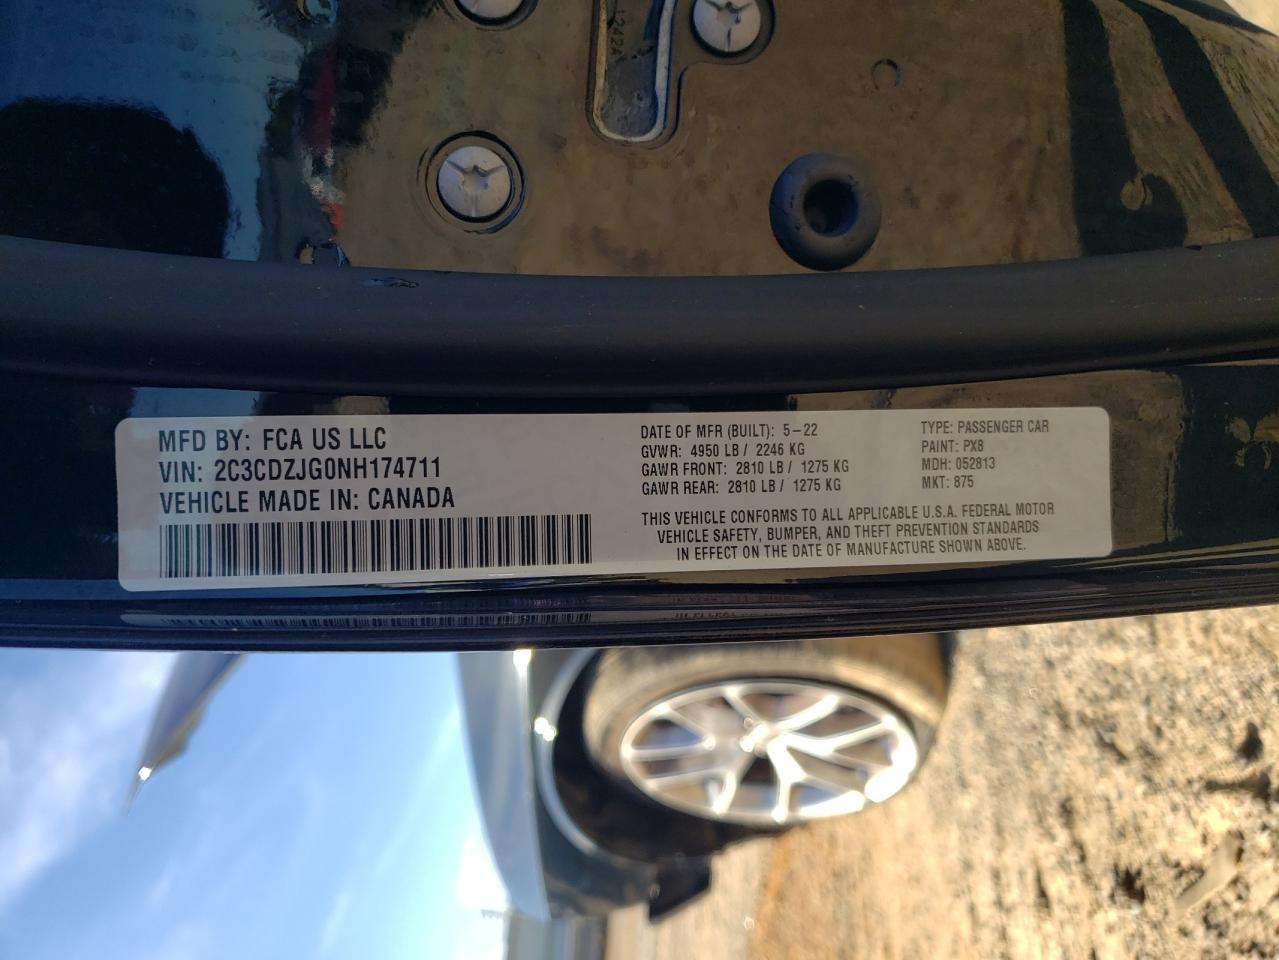 MFD BY: FCA US LLC
VIN: 2C3CDZJG0NH174711
VEHICLE MADE IN: CANADA
DATE OF MFR (BUILT): 5-22
GVWR: 4950 LB / 2246 KG
GAWR FRONT: 2810 LB / 1275 KG
GAWR REAR: 2810 LB / 1275 KG
TYPE: PASSENGER CAR
PAINT: PX8
MDH: 052813
MKT: 875
THIS VEHICLE CONFORMS TO ALL APPLICABLE U.S.A. FEDERAL MOTOR
VEHICLE SAFETY, BUMPER, AND THEFT PREVENTION STANDARDS
IN EFFECT ON THE DATE OF MANUFACTURE SHOWN ABOVE.